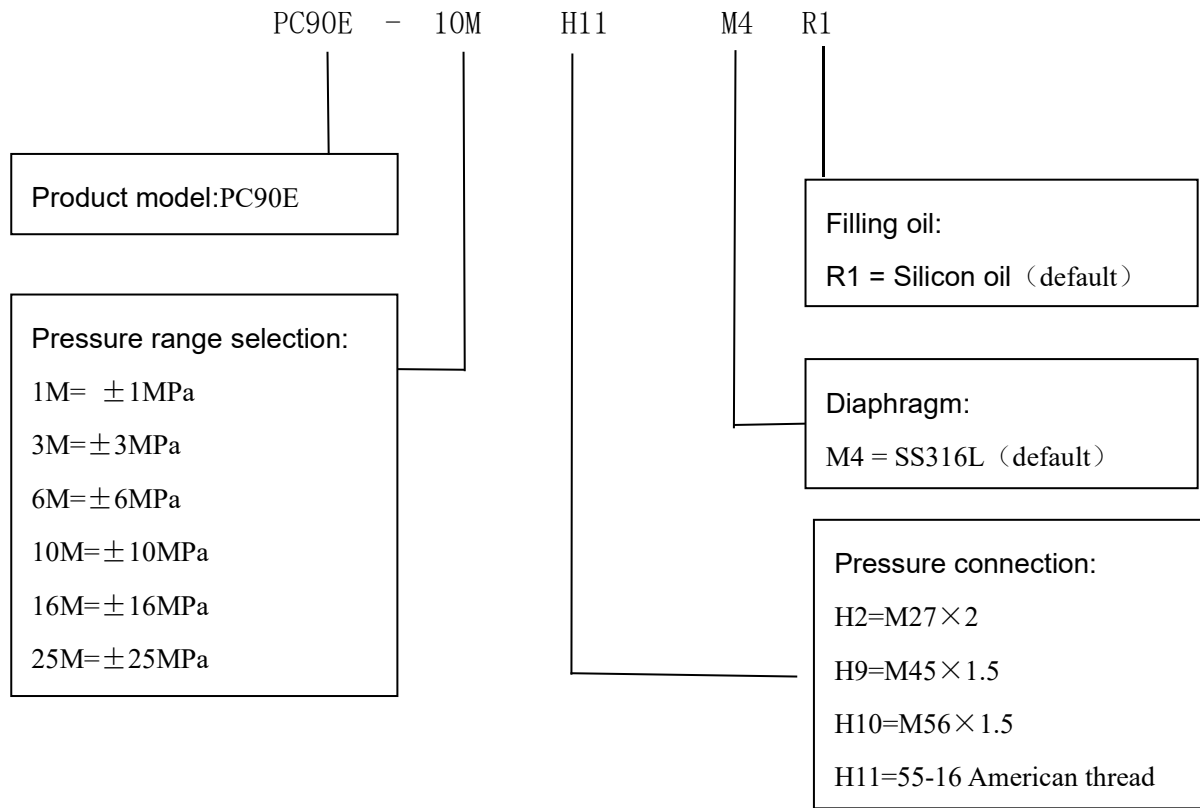 PC90E - 10M H11 M4 R1
Product model:PC90E
Pressure range selection:
1M= ±1MPa
3M=±3MPa
6M=±6MPa
10M=±10MPa
16M=±16MPa
25M=±25MPa
Filling oil:
R1 = Silicon oil（default）
Diaphragm:
M4 = SS316L（default）
Pressure connection:
H2=M27×2
H9=M45×1.5
H10=M56×1.5
H11=55-16 American thread